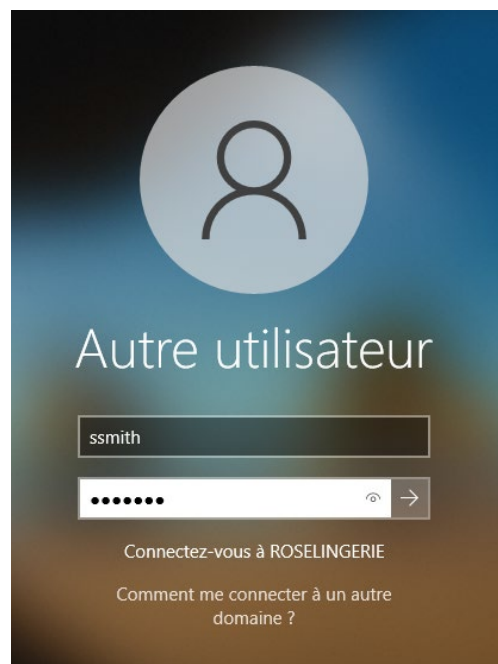 Autre utilisateur
ssmith
•••••••
Connectez-vous à ROSELINGERIE
Comment me connecter à un autre
domaine ?